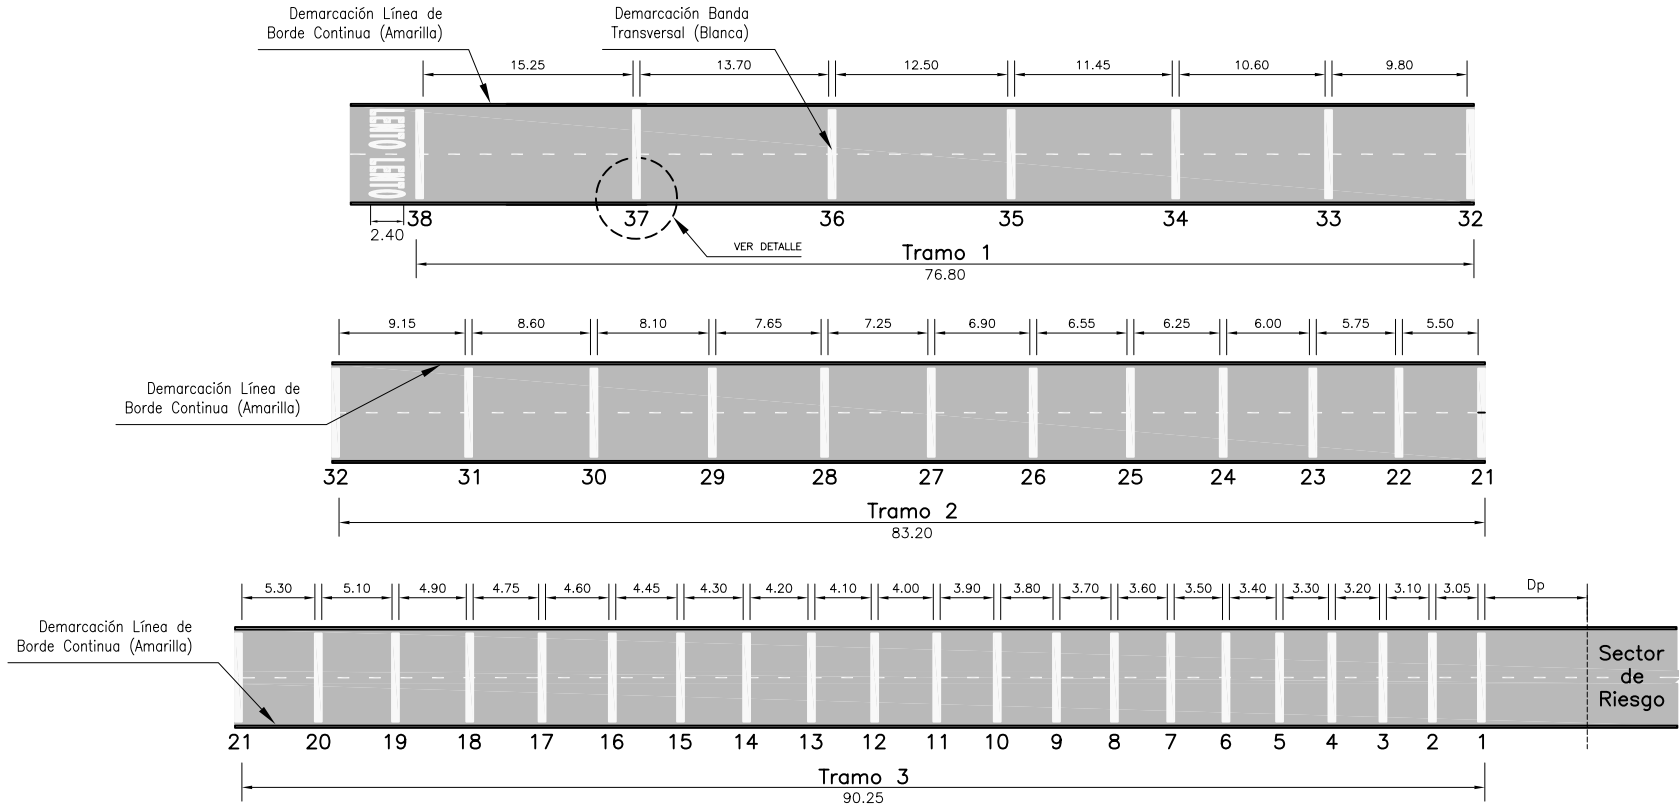 Demarcación Línea de
Borde Continua (Amarilla)
Demarcación Banda
Transversal (Blanca)
15.25 13.70 12.50 11.45 10.60 9.80
LENTO LENTO
38 37 36 35 34 33 32
2.40
VER DETALLE
Tramo 1
76.80
9.15 8.60 8.10 7.65 7.25 6.90 6.55 6.25 6.00 5.75 5.50
Demarcación Línea de
Borde Continua (Amarilla)
32 31 30 29 28 27 26 25 24 23 22 21
Tramo 2
83.20
5.30 5.10 4.90 4.75 4.60 4.45 4.30 4.20 4.10 4.00 3.90 3.80 3.70 3.60 3.50 3.40 3.30 3.20 3.10 3.05 Dp
Demarcación Línea de
Borde Continua (Amarilla)
Sector
de
Riesgo
21 20 19 18 17 16 15 14 13 12 11 10 9 8 7 6 5 4 3 2 1
Tramo 3
90.25